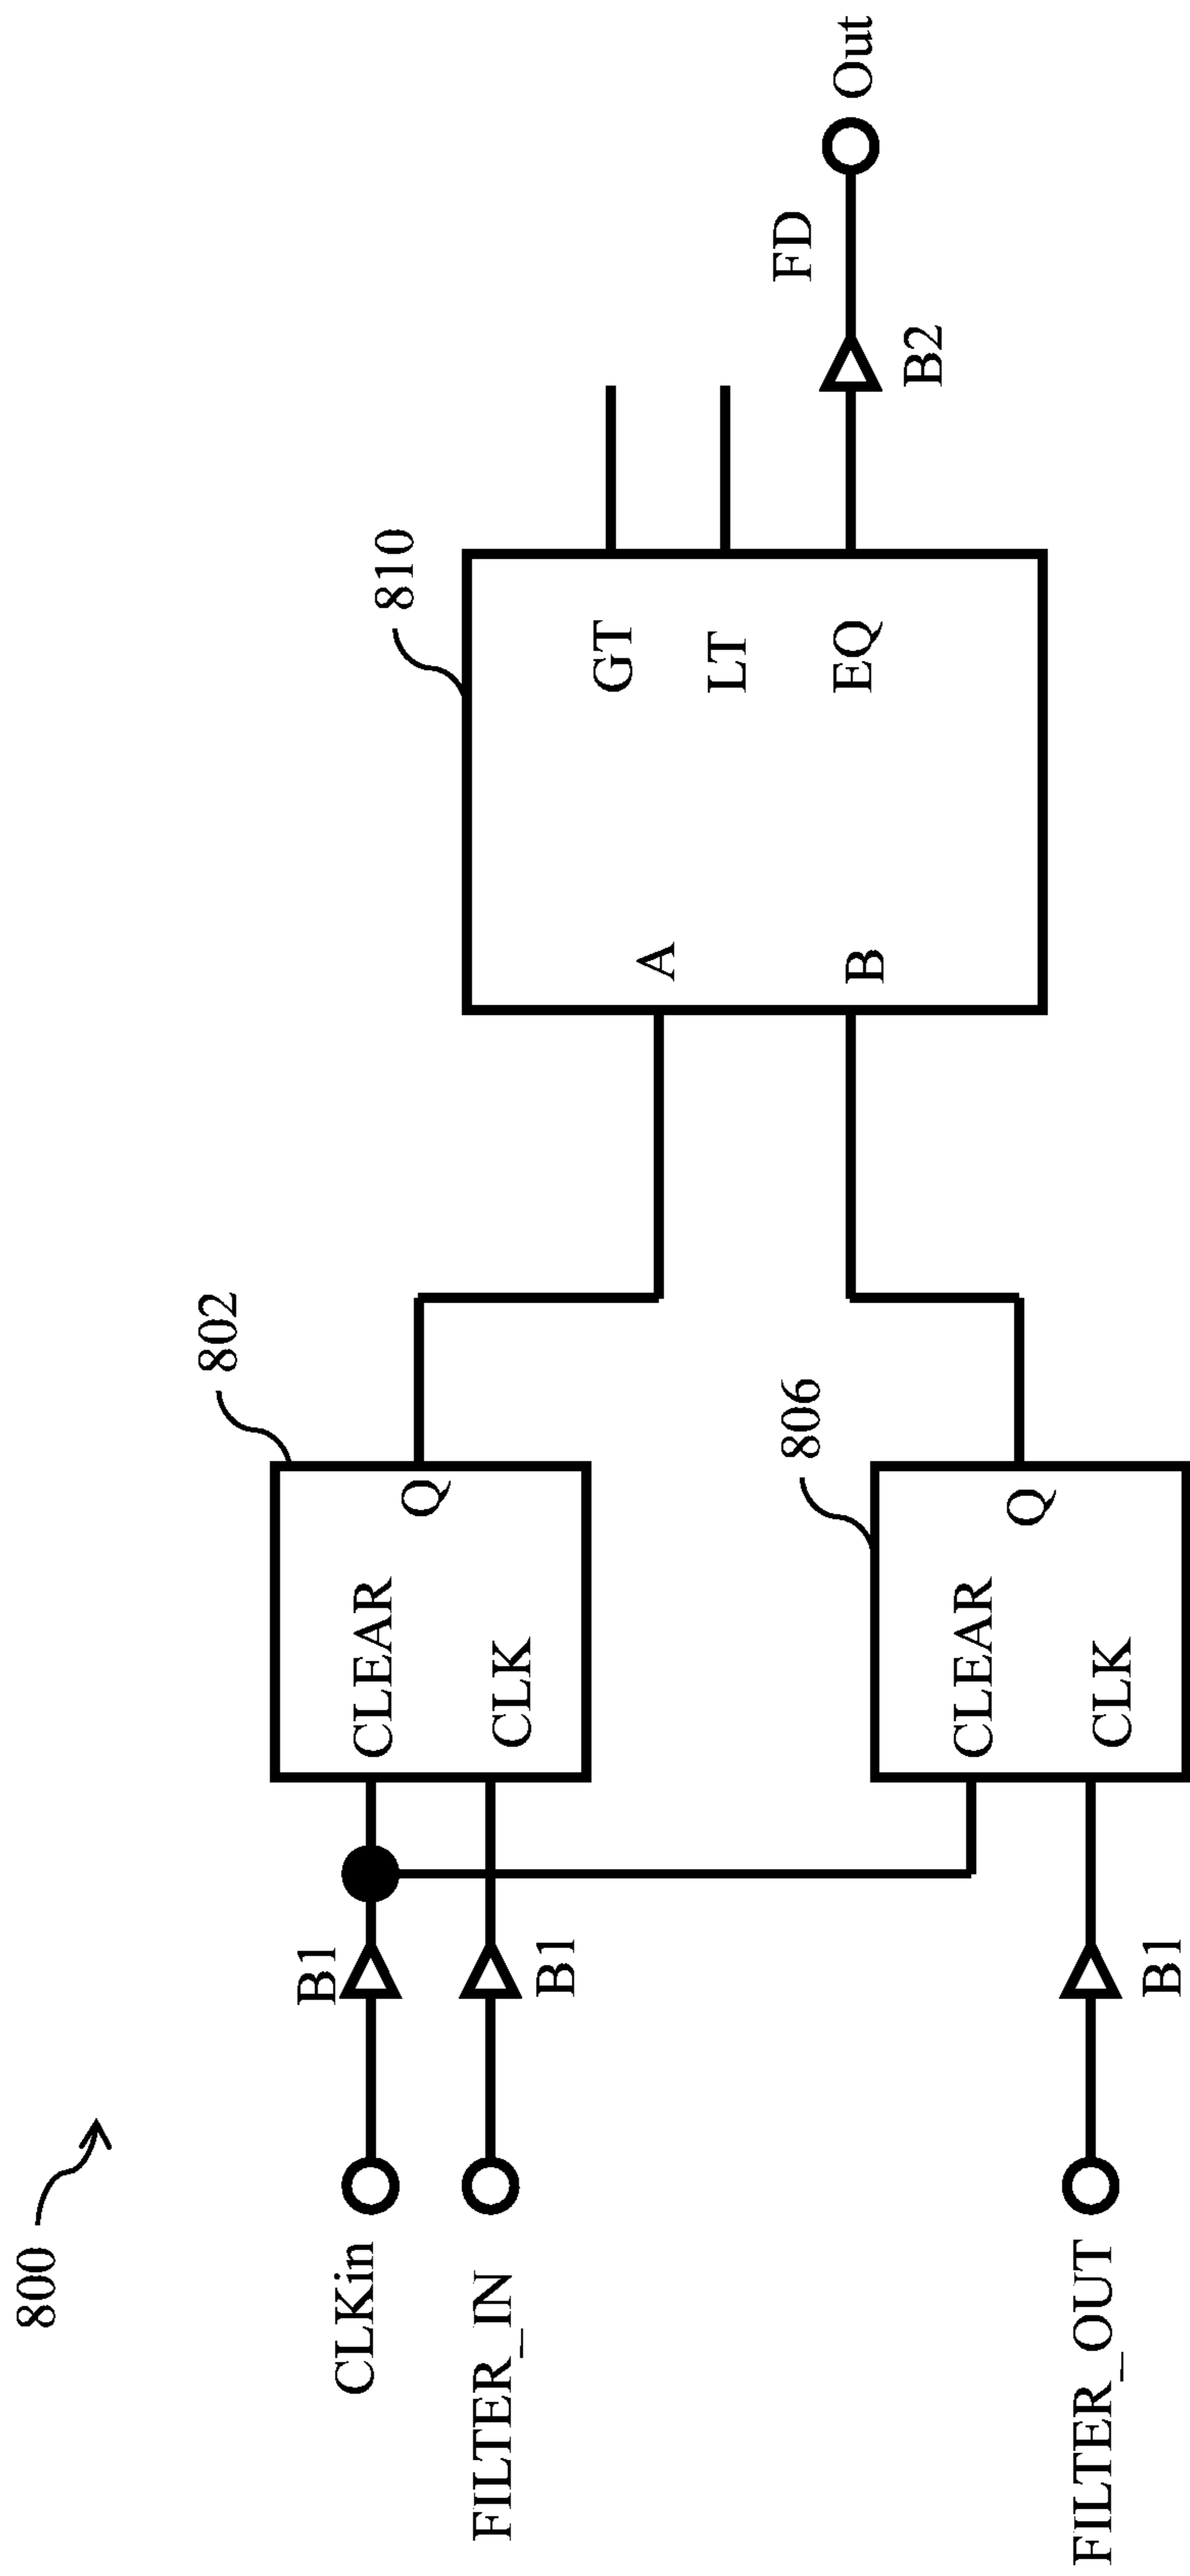 800
CLKin
B1
FILTER_IN
B1
802
CLEAR
CLK
Q
FILTER_OUT
B1
806
CLEAR
CLK
Q
810
A
B
GT
LT
EQ
B2
FD
Out